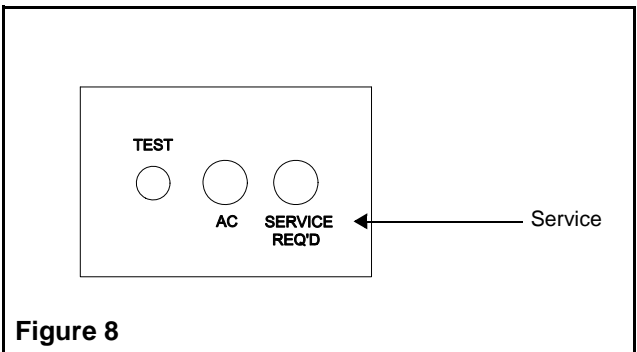 TEST
AC
SERVICE
REQ'D
Service
Figure 8